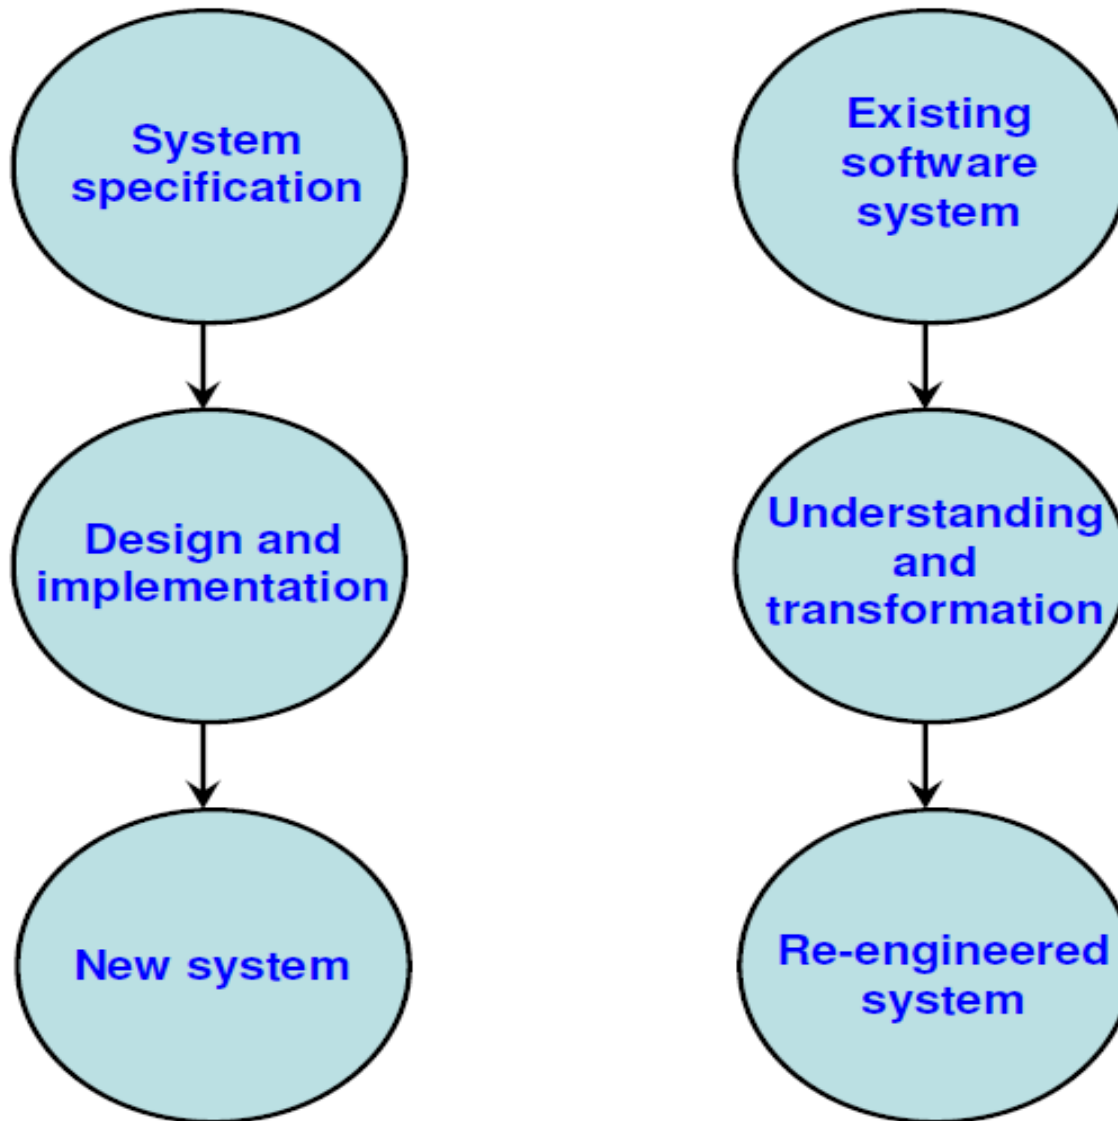 System
specification
Existing
software
system
Design and
implementation
Understanding
and
transformation
New system
Re-engineered
system